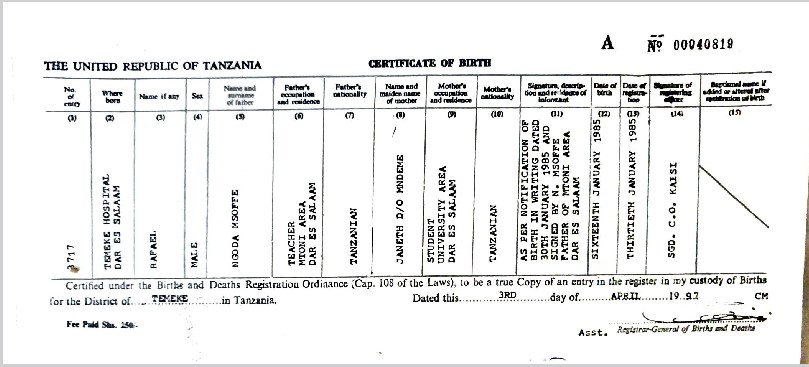 A Nº 00040819
THE UNITED REPUBLIC OF TANZANIA
CERTIFICATE OF BIRTH
No. of entry
Where born
Name if any
Sex
Name and surname of father
Father's occupation and residence
Father's nationality
Name and maiden name of mother
Mother's occupation and residence
Mother's nationality
Signature, description and residence of informant
Date of birth
Date of registration
Signature of registering officer
Baptismal name if added or altered after registration of birth
(1) (2) (3) (4) (5) (6) (7) (8) (9) (10) (11) (12) (13) (14) (15)
3717
TEMEKE HOSPITAL
DAR ES SALAAM
RAFAEL
MALE
NGODA MSOFFE
TEACHER
MTONI AREA
DAR ES SALAAM
TANZANIAN
JANETH D/O MNDEME
STUDENT
UNIVERSITY AREA
DAR ES SALAAM
TANZANIAN
AS PER NOTIFICATION OF
BIRTH IN WRITING DATED
30TH JANUARY 1985 AND
SIGNED BY N. MSOFFE
FATHER OF MTONI AREA
DAR ES SALAAM
SIXTEENTH JANUARY 1985
THIRTIETH JANUARY 1985
SGD. C.O. KAISI
Certified under the Births and Deaths Registration Ordinance (Cap. 108 of the Laws), to be a true Copy of an entry in the register in my custody of Births
for the District of TEMEKE in Tanzania. Dated this 3RD day of APRIL 1997 CM
Fee Paid Shs. 250/-
Asst. Registrar-General of Births and Deaths